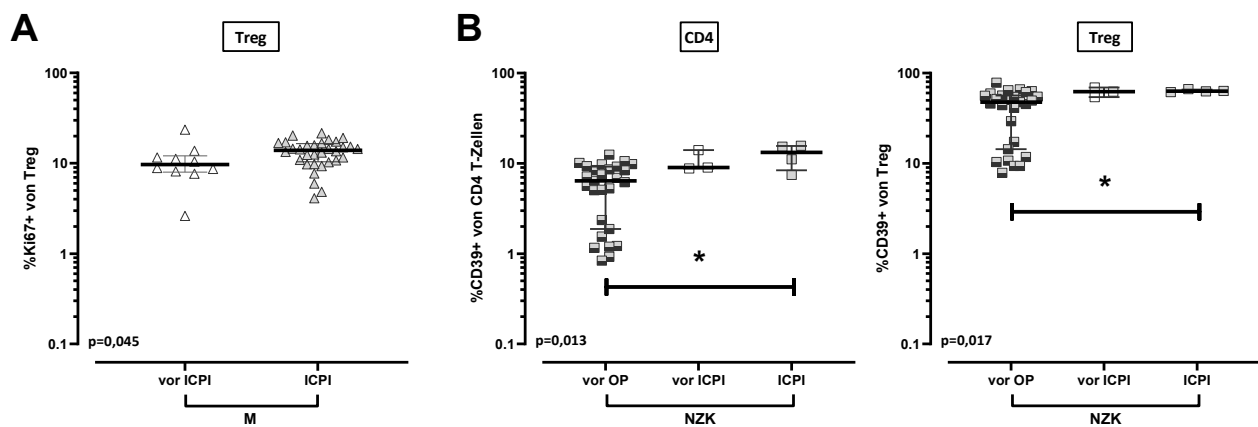 A
Treg
%Ki67+ von Treg
100
10
1
0.1
p=0,045
vor ICPI
ICPI
M
B
CD4
%CD39+ von CD4 T-Zellen
100
10
1
0.1
*
p=0,013
vor OP
vor ICPI
ICPI
NZK
Treg
%CD39+ von Treg
100
10
1
0.1
*
p=0,017
vor OP
vor ICPI
ICPI
NZK